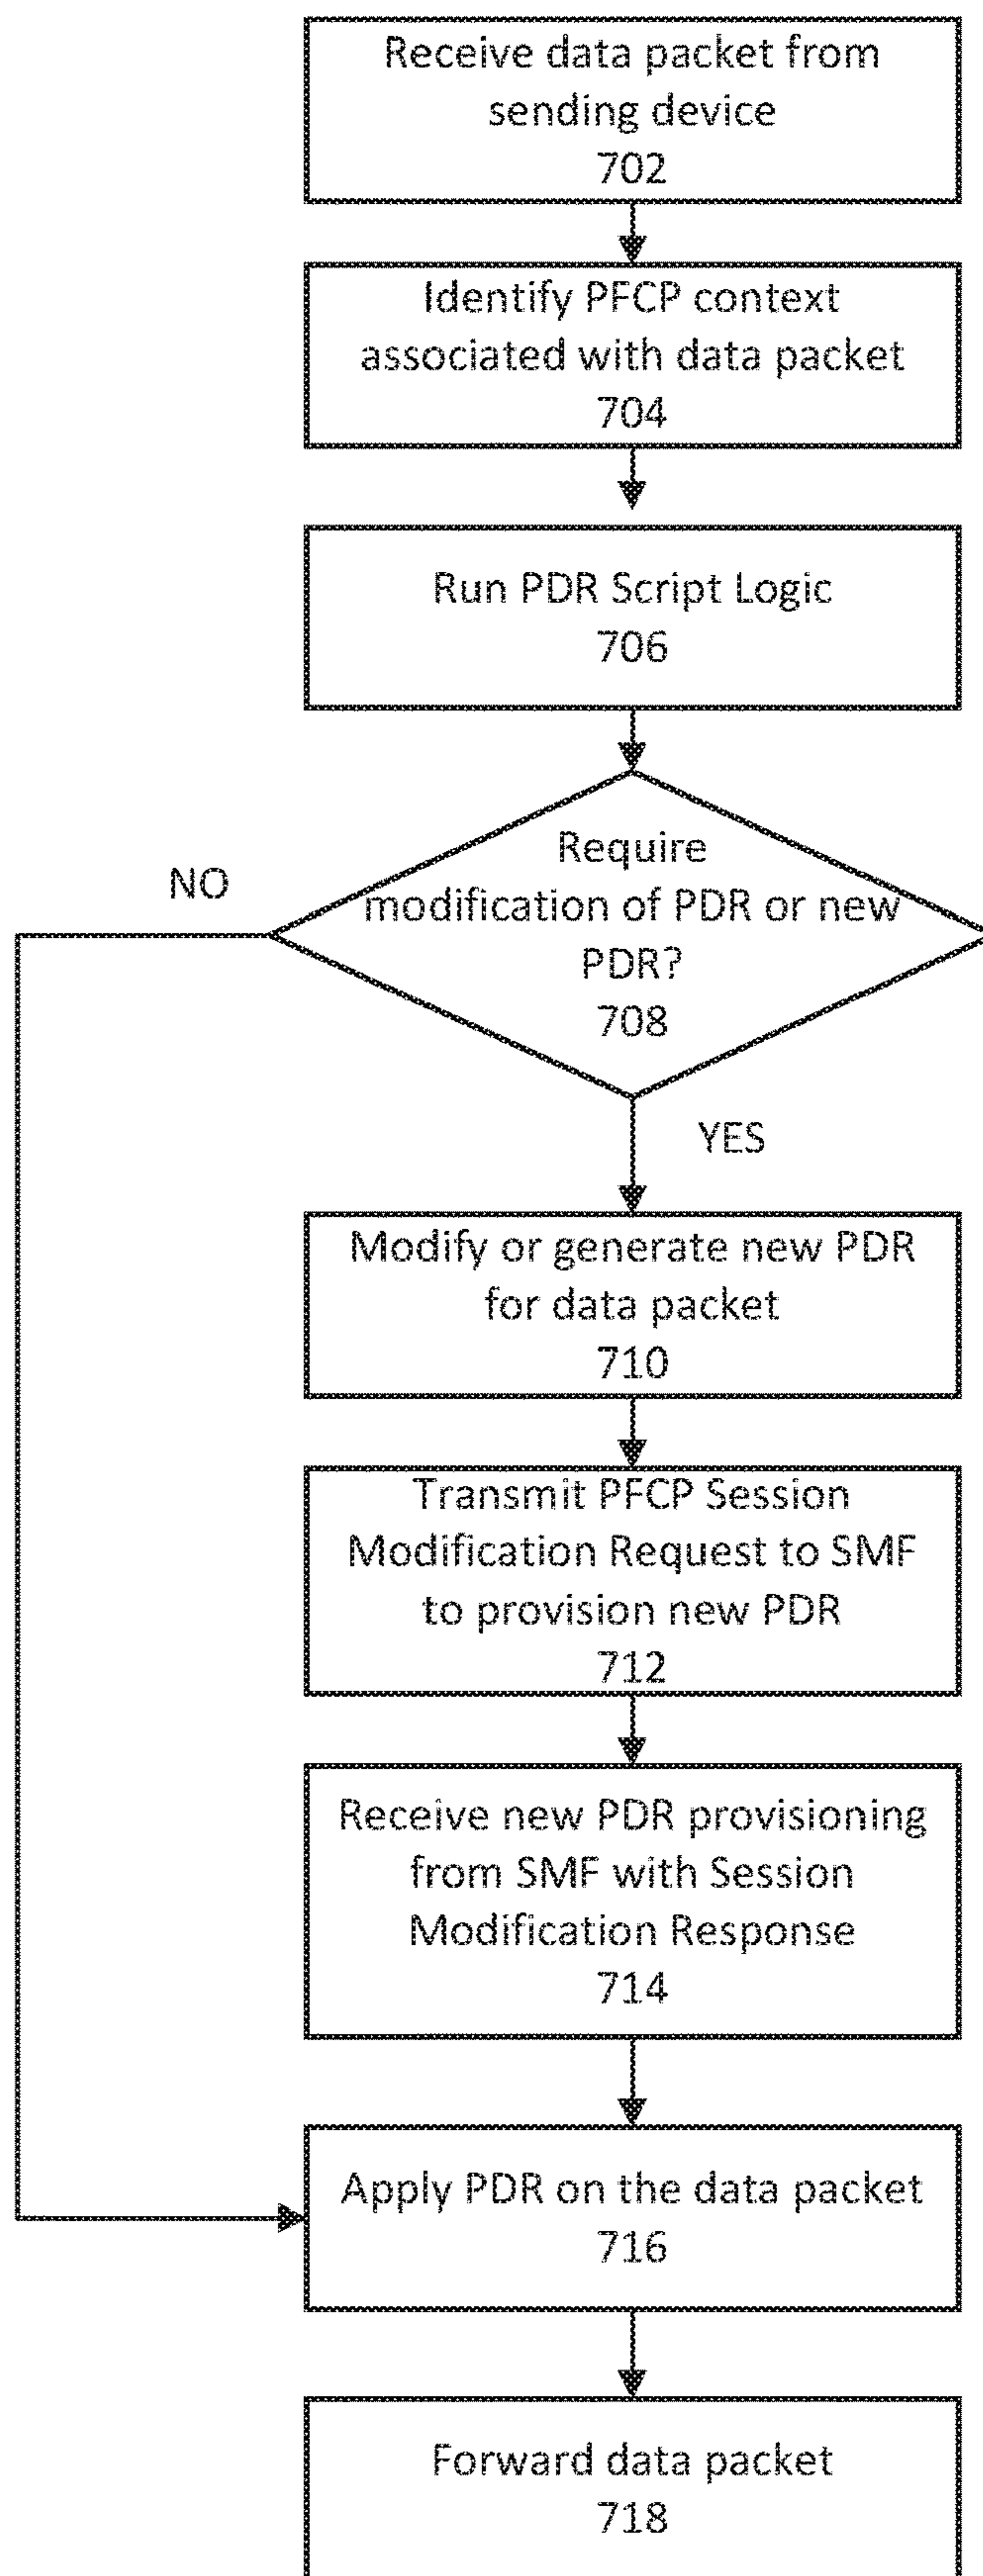 Receive data packet from
sending device
702
Identify PFCP context
associated with data packet
704
Run PDR Script Logic
706
Require
modification of PDR or new
PDR?
708
NO
YES
Modify or generate new PDR
for data packet
710
Transmit PFCP Session
Modification Request to SMF
to provision new PDR
712
Receive new PDR provisioning
from SMF with Session
Modification Response
714
Apply PDR on the data packet
716
Forward data packet
718